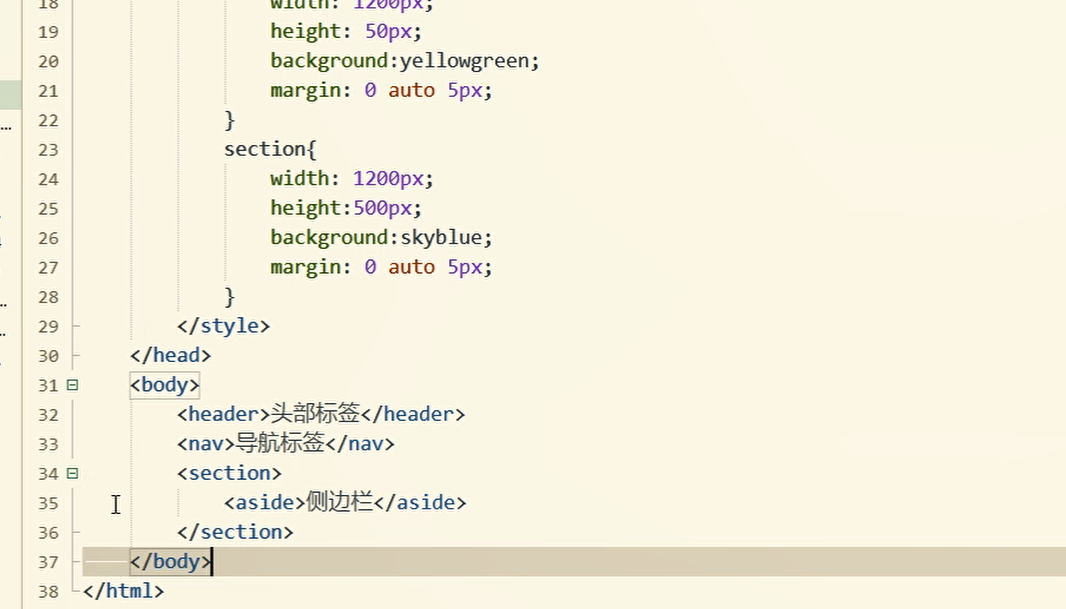 18 width: 1200px;
19 height: 50px;
20 background:yellowgreen;
21 margin: 0 auto 5px;
22 }
23 section{
24 width: 1200px;
25 height:500px;
26 background:skyblue;
27 margin: 0 auto 5px;
28 }
29 </style>
30 </head>
31 <body>
32 <header>头部标签</header>
33 <nav>导航标签</nav>
34 <section>
35 <aside>侧边栏</aside>
36 </section>
37 </body>
38 </html>